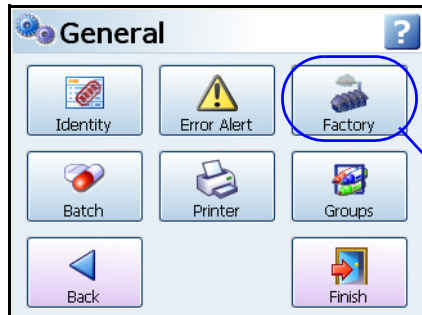 General ?
Identity Error Alert Factory
Batch Printer Groups
Back Finish